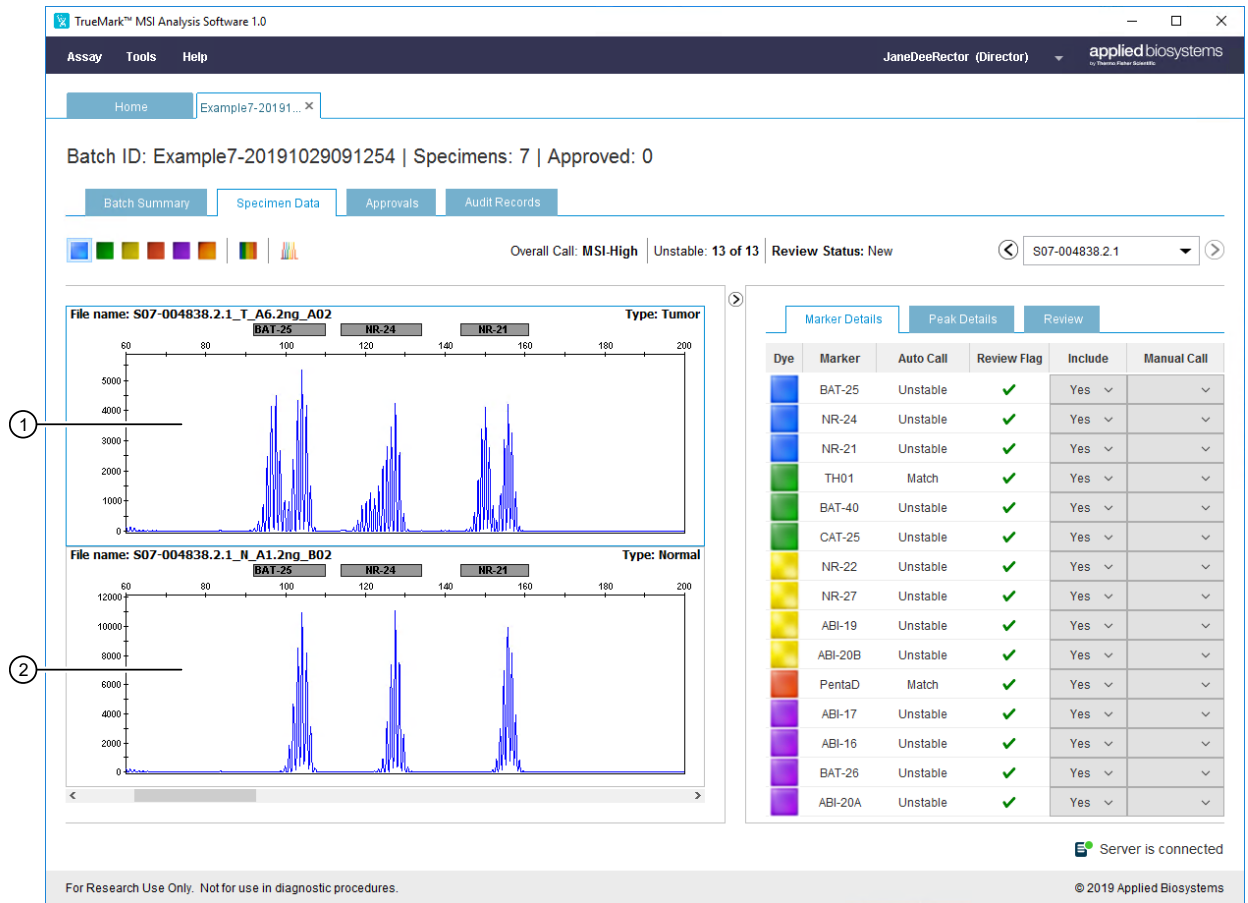 TrueMark™ MSI Analysis Software 1.0
Assay Tools Help JaneDeeRector (Director) applied biosystems
by Thermo Fisher Scientific
Home Example7-20191... ×
Batch ID: Example7-20191029091254 | Specimens: 7 | Approved: 0
Batch Summary Specimen Data Approvals Audit Records
Overall Call: MSI-High Unstable: 13 of 13 Review Status: New S07-004838.2.1
File name: S07-004838.2.1_T_A6.2ng_A02 Type: Tumor
BAT-25 NR-24 NR-21
60 80 100 120 140 160 180 200
5000
4000
3000
2000
1000
0
1
File name: S07-004838.2.1_N_A1.2ng_B02 Type: Normal
BAT-25 NR-24 NR-21
60 80 100 120 140 160 180 200
12000
10000
8000
6000
4000
2000
0
2
Marker Details Peak Details Review
Dye Marker Auto Call Review Flag Include Manual Call
BAT-25 Unstable Yes
NR-24 Unstable Yes
NR-21 Unstable Yes
TH01 Match Yes
BAT-40 Unstable Yes
CAT-25 Unstable Yes
NR-22 Unstable Yes
NR-27 Unstable Yes
ABI-19 Unstable Yes
ABI-20B Unstable Yes
PentaD Match Yes
ABI-17 Unstable Yes
ABI-16 Unstable Yes
BAT-26 Unstable Yes
ABI-20A Unstable Yes
Server is connected
For Research Use Only. Not for use in diagnostic procedures. © 2019 Applied Biosystems